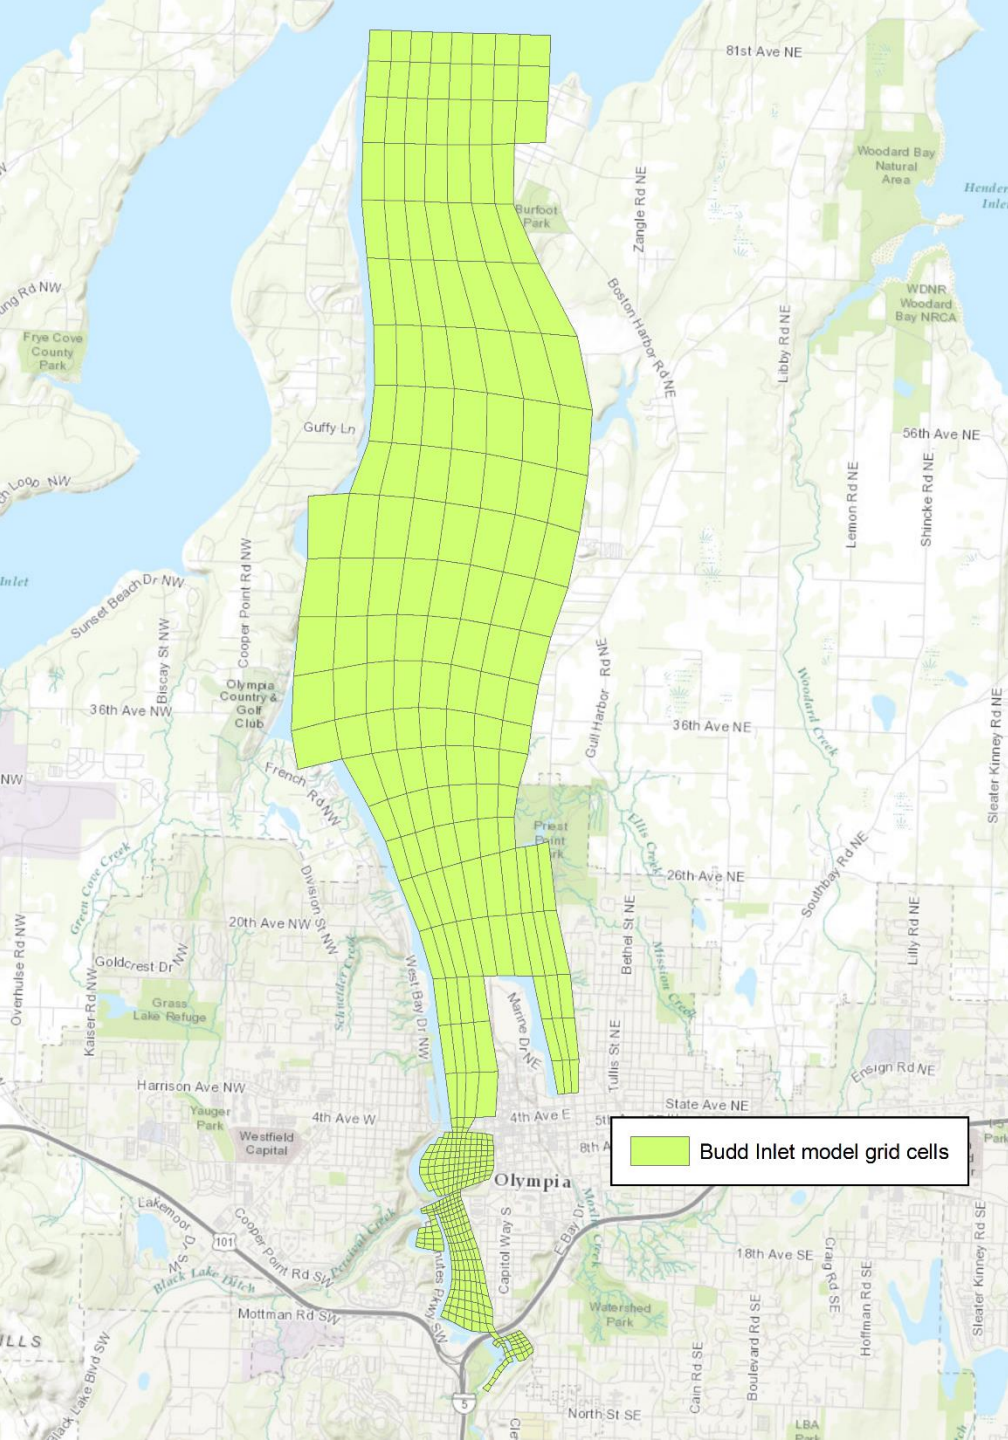 81st Ave NE
Woodard Bay
Natural
Area
Burfoot
Park
Zangle Rd NE
Boston Harbor Rd NE
Libby Rd NE
WDNR
Woodard
Bay NRCA
Frye Cove
County
Park
Guffy Ln
56th Ave NE
Lemon Rd NE
Shincke Rd NE
Loop NW
Inlet
Sunset Beach Dr NW
Cooper Point Rd NW
Biscay St NW
Olympia
Country &
Golf
Club
36th Ave NW
Gull Harbor Rd NE
36th Ave NE
Woodard Creek
Sleater Kinney Rd NE
NW
French Rd NW
Ellis Creek
26th Ave NE
Southbay Rd NE
Green Cove Creek
Division St NW
20th Ave NW
Schneider Creek
Bethel St NE
Mission Creek
Lilly Rd NE
Overhulse Rd NW
Goldcrest Dr NW
Kaiser Rd NW
Grass
Lake Refuge
West Bay Dr NW
Marine Dr NE
Tullis St NE
Ensign Rd NE
Harrison Ave NW
Yauger
Park
4th Ave W
4th Ave E
State Ave NE
Westfield
Capital
Budd Inlet model grid cells
Olympia
Lakemoor Dr SW
101
Cooper Point Rd SW
Percival Creek
Black Lake Ditch
Capitol Way S
E Bay Dr
18th Ave SE
Craig Rd SE
Hoffman Rd SE
Sleater Kinney Rd SE
Mottman Rd SW
Watershed
Park
Boulevard Rd SE
Cain Rd SE
Black Lake Blvd SW
5
North St SE
LBA